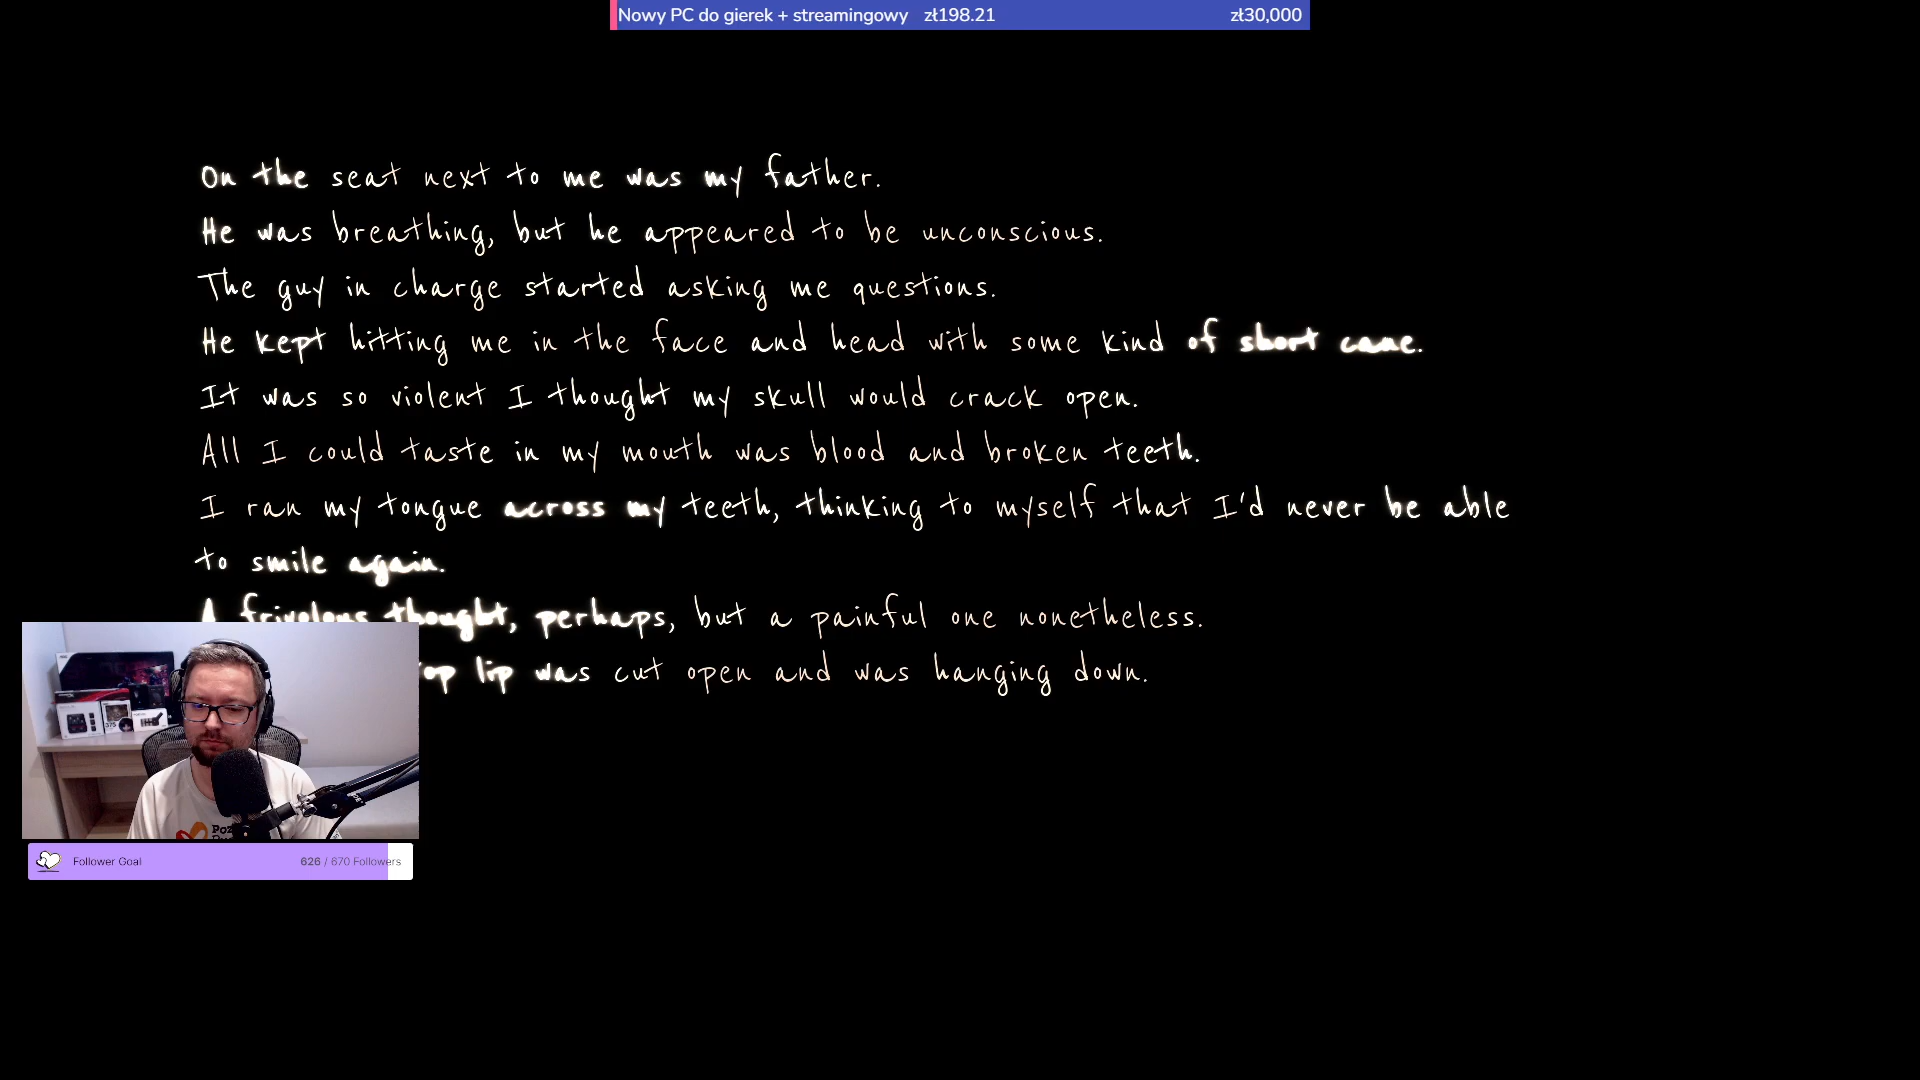 Nowy PC do gierek + streamingowy zł198.21 zł30,000
On the seat next to me was my father.
He was breathing, but he appeared to be unconscious.
The guy in charge started asking me questions.
He kept hitting me in the face and head with some kind of short cane.
It was so violent I thought my skull would crack open.
All I could taste in my mouth was blood and broken teeth.
I ran my tongue across my teeth, thinking to myself that I'd never be able
to smile again.
A frivolous thought, perhaps, but a painful one nonetheless.
top lip was cut open and was hanging down.
Follower Goal 626 / 670 Followers